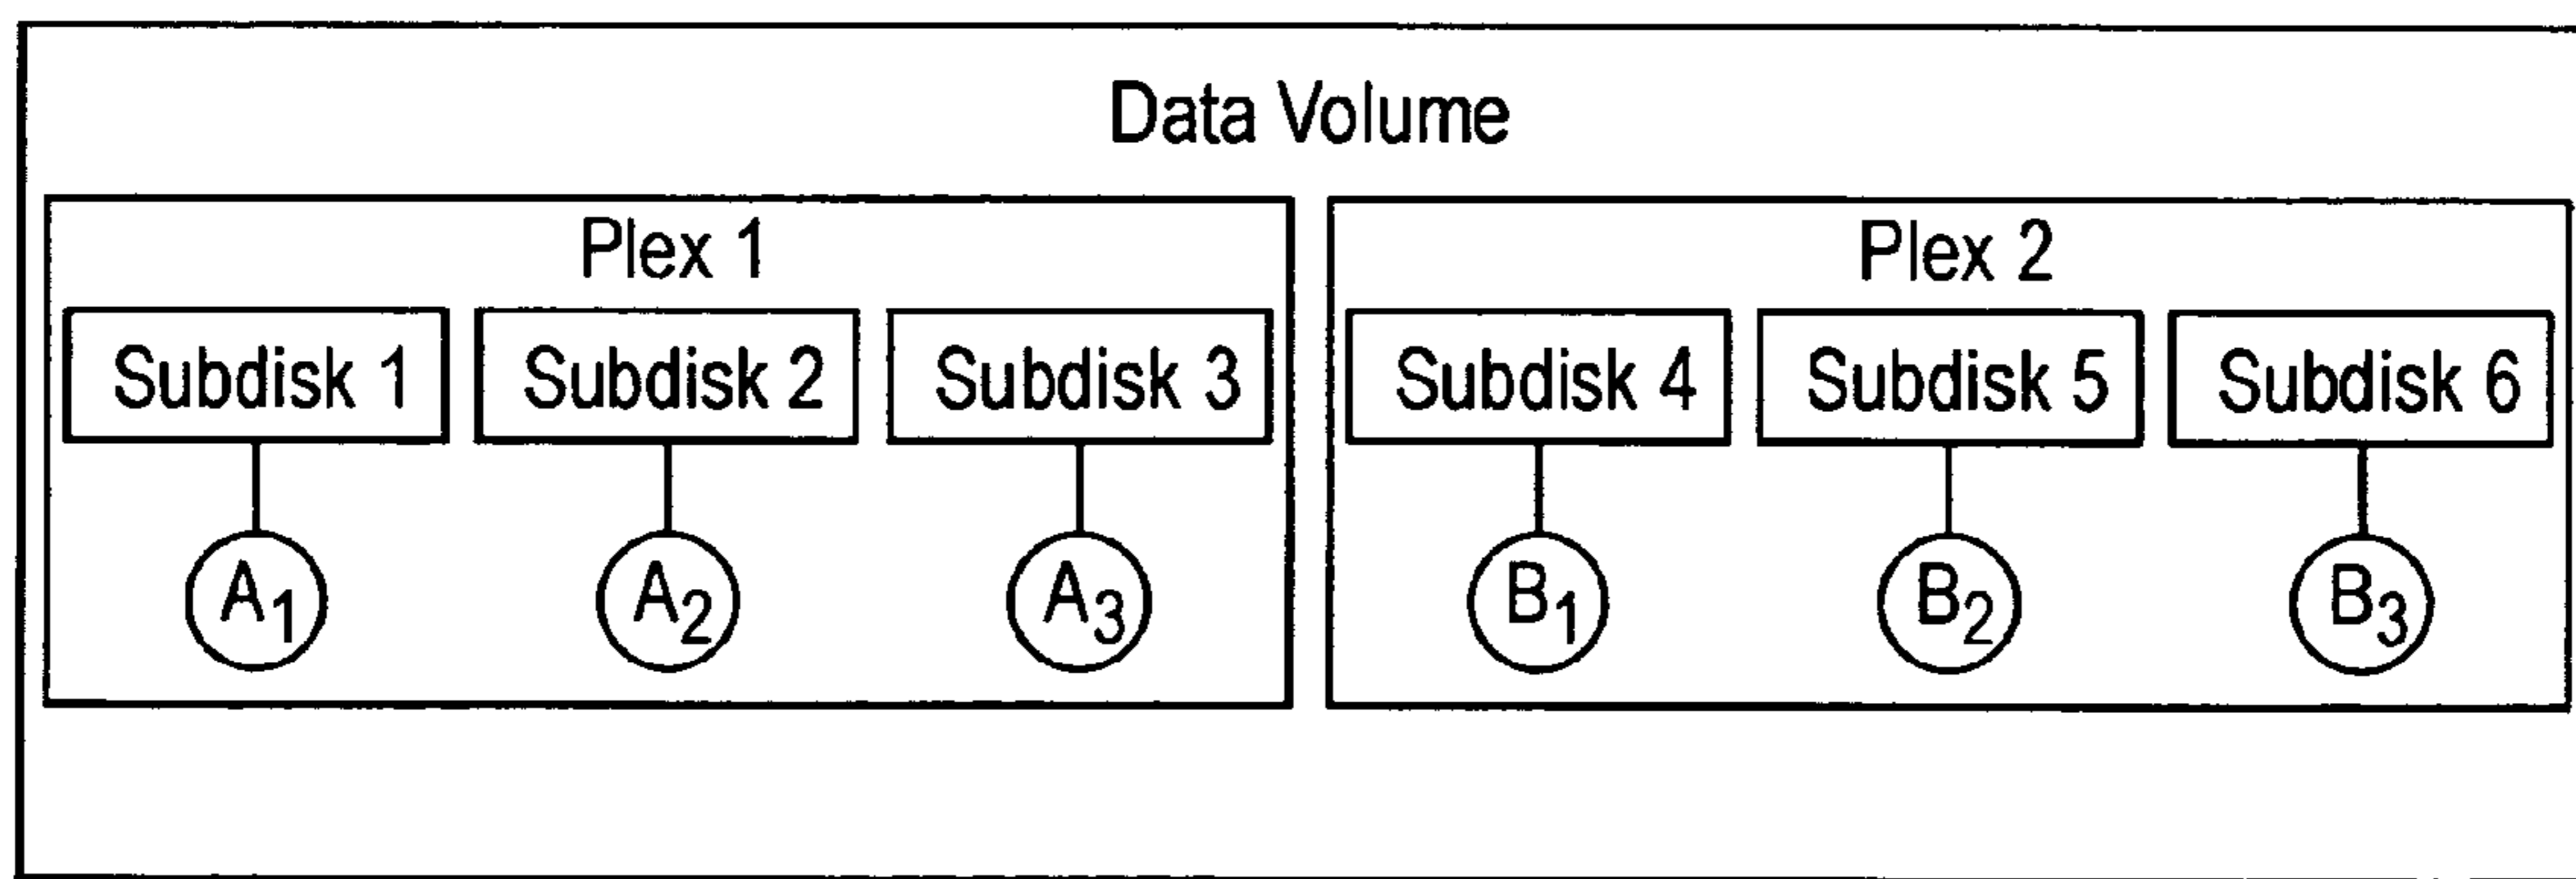 Data Volume
Plex 1
Plex 2
Subdisk 1
Subdisk 2
Subdisk 3
Subdisk 4
Subdisk 5
Subdisk 6
A1
A2
A3
B1
B2
B3